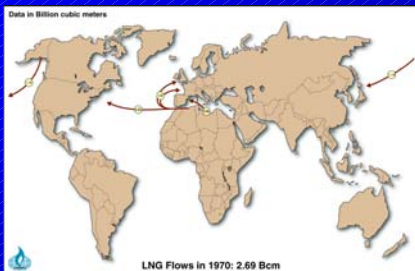 Data in Billion cubic meters
LNG Flows in 1970: 2.69 Bcm